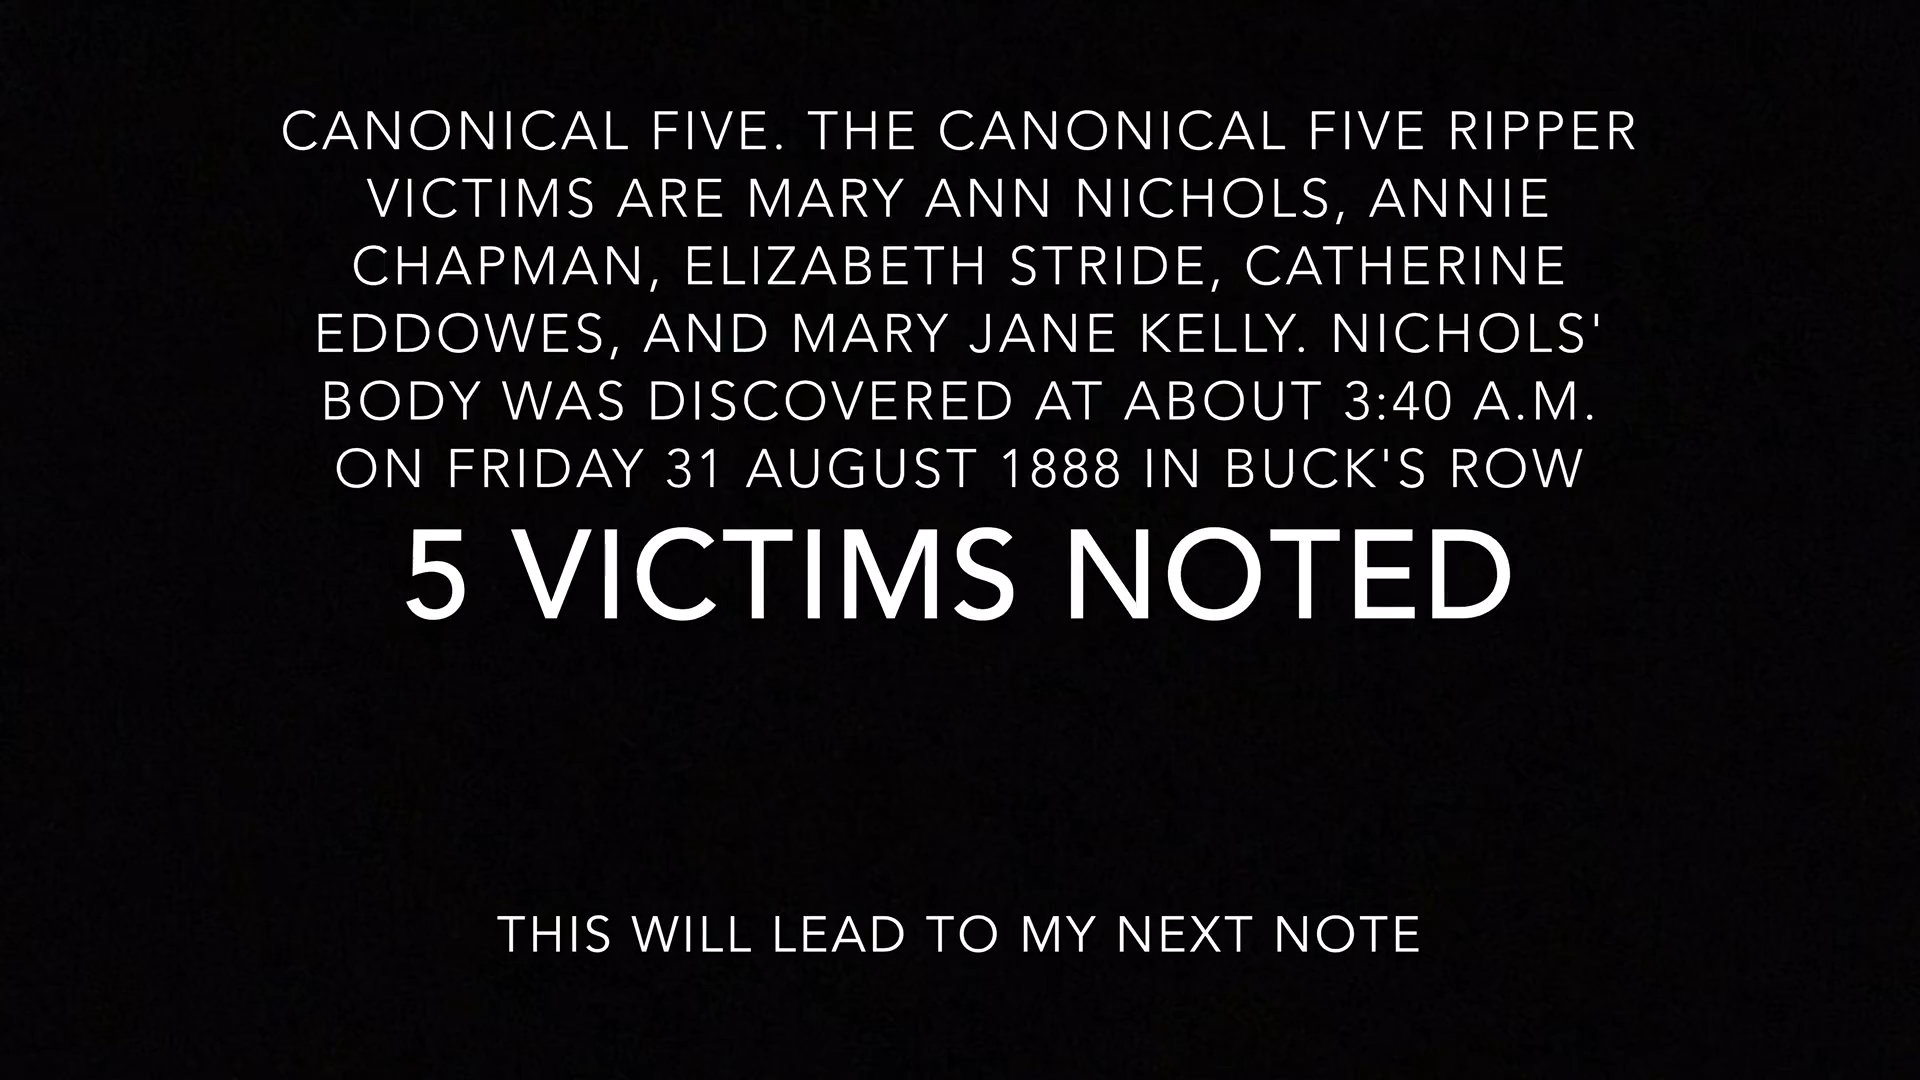 CANONICAL FIVE. THE CANONICAL FIVE RIPPER
VICTIMS ARE MARY ANN NICHOLS, ANNIE
CHAPMAN, ELIZABETH STRIDE, CATHERINE
EDDOWES, AND MARY JANE KELLY. NICHOLS'
BODY WAS DISCOVERED AT ABOUT 3:40 A.M.
ON FRIDAY 31 AUGUST 1888 IN BUCK'S ROW
5 VICTIMS NOTED
THIS WILL LEAD TO MY NEXT NOTE